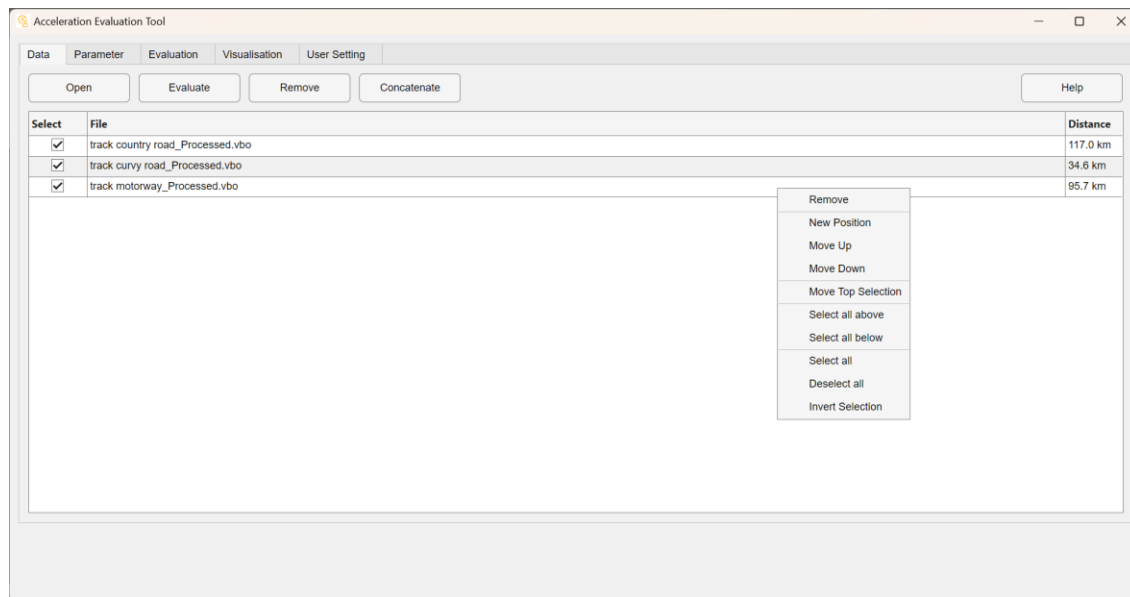 Acceleration Evaluation Tool
Data Parameter Evaluation Visualisation User Setting
Open Evaluate Remove Concatenate Help
Select File Distance
track country road_Processed.vbo 117.0 km
track curvy road_Processed.vbo 34.6 km
track motorway_Processed.vbo 95.7 km
Remove
New Position
Move Up
Move Down
Move Top Selection
Select all above
Select all below
Select all
Deselect all
Invert Selection